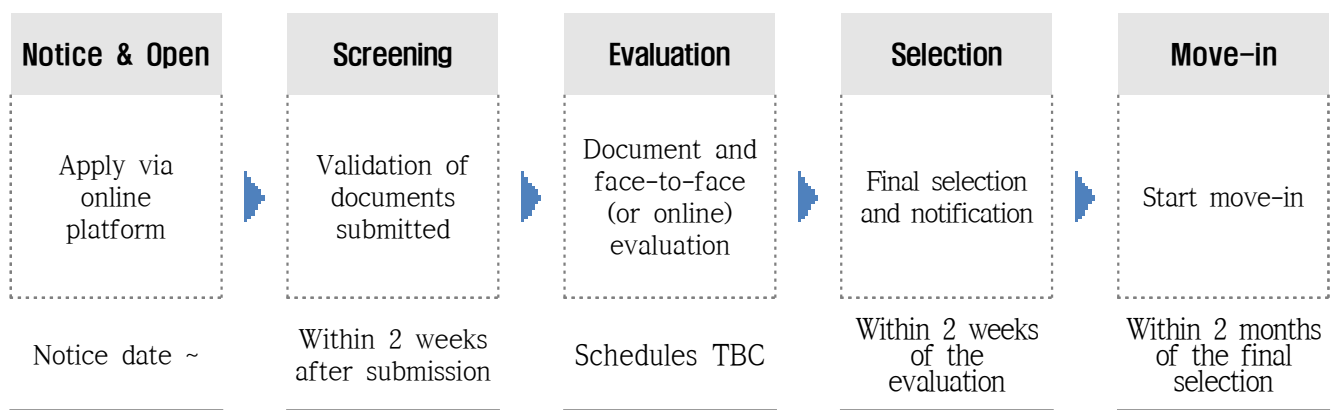 Notice & Open
Apply via
online
platform
Notice date ~
Screening
Validation of
documents
submitted
Within 2 weeks
after submission
Evaluation
Document and
face-to-face
(or online)
evaluation
Schedules TBC
Selection
Final selection
and notification
Within 2 weeks
of the
evaluation
Move-in
Start move-in
Within 2 months
of the final
selection